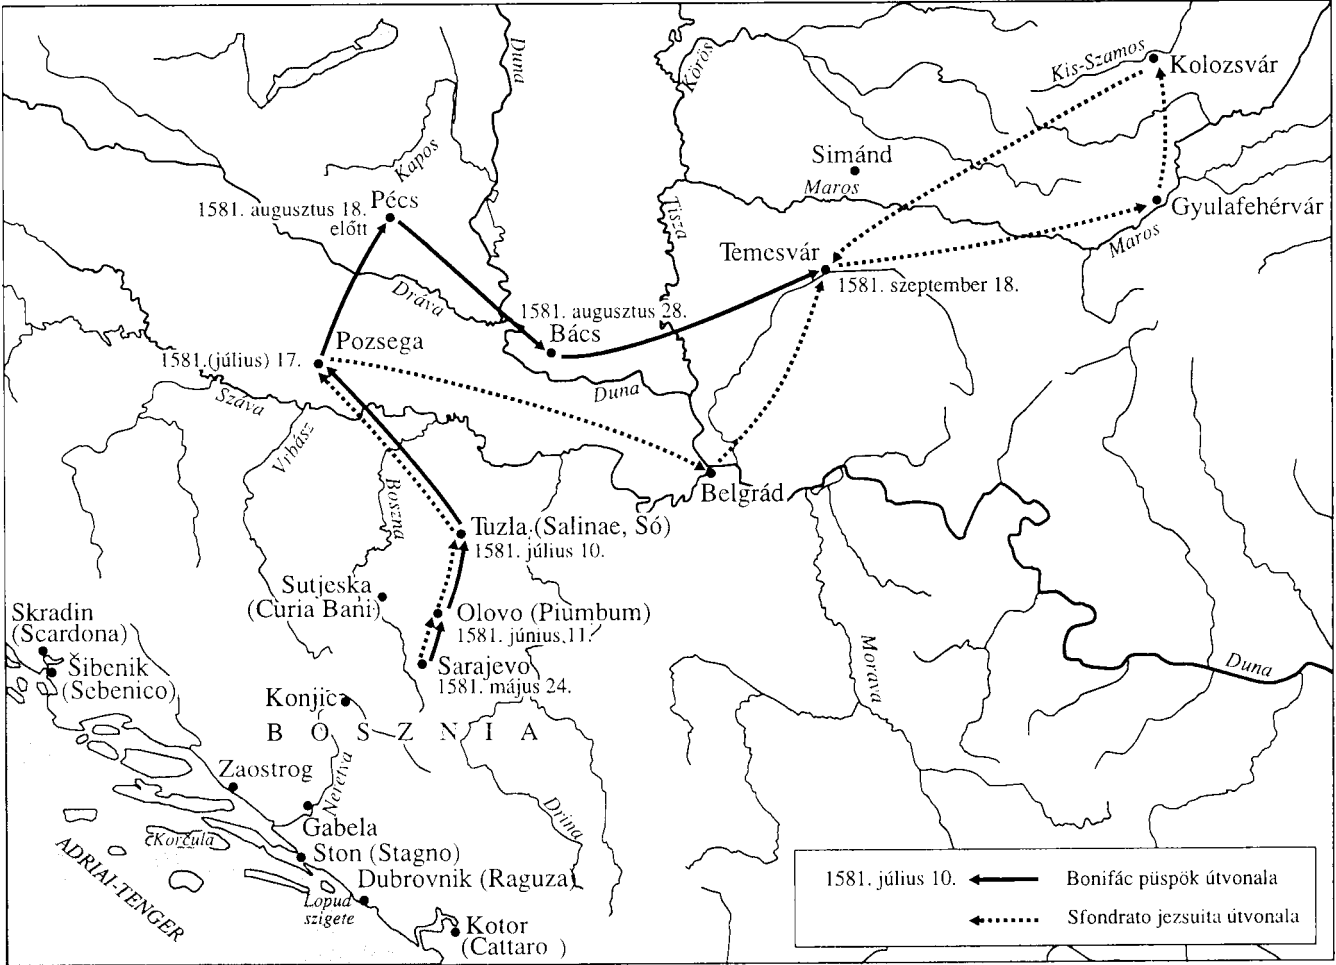 Duna
Körös
Kis-Szamos
Kolozsvár
Kapos
Simánd
Maros
Pécs
1581. augusztus 18.
előtt
Tisza
Gyulafehérvár
Maros
Temesvár
1581. szeptember 18.
Dráva
1581. augusztus 28.
Bács
Pozsega
1581.(július) 17.
Duna
Száva
Vrbász
Boszna
Belgrád
Tuzla (Salinae, Só)
1581. július 10.
Sutjeska
(Curia Bani)
Olovo (Piumbum)
1581. június 11.
Skradin
(Scardona)
Šibenik
(Sebenico)
Sarajevo
1581. május 24.
Morava
Duna
Konjic
BOSZNIA
Zaostrog
Neretva
Drina
Gabela
Korcula
Ston (Stagno)
ADRIAI-TENGER
Dubrovnik (Raguza)
Lopud
szigete
Kotor
(Cattaro )
1581. július 10. Bonifác püspök útvonala
Sfondrato jezsuita útvonala